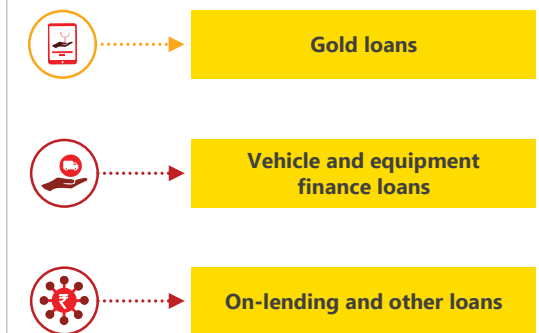 Gold loans
Vehicle and equipment
finance loans
₹
On-lending and other loans